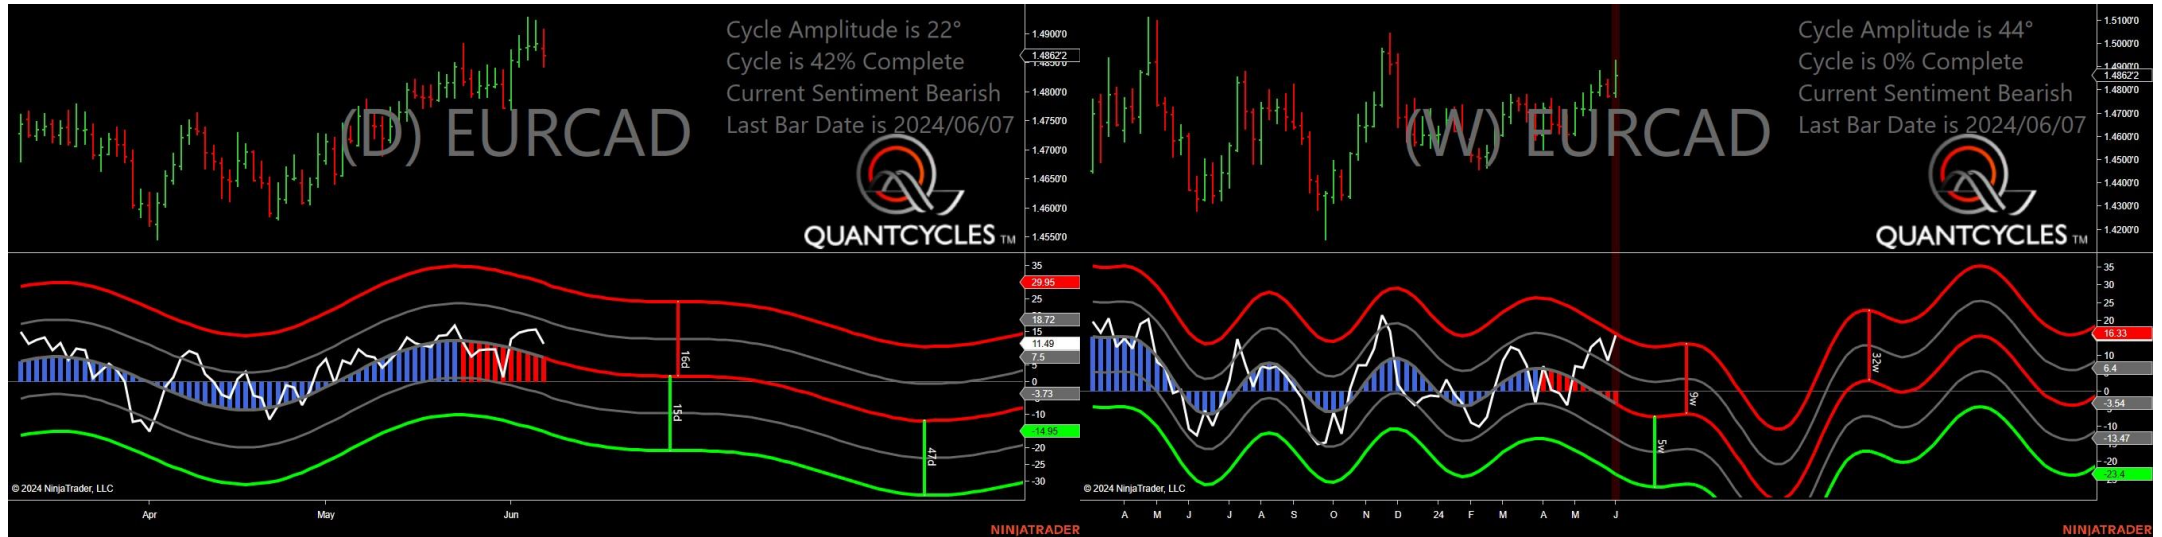 Cycle Amplitude is 22°
Cycle is 42% Complete
Current Sentiment Bearish
Last Bar Date is 2024/06/07
(D) EURCAD
QUANTCYCLES TM
1.4900'0
1.4862'2
1.4850'0
1.4800'0
1.4750'0
1.4700'0
1.4650'0
1.4600'0
1.4550'0
35
29.95
25
18.72
15
11.49
7.5
5
0
-3.73
-10
-14.95
-20
-25
-30
16d
15d
47d
© 2024 NinjaTrader, LLC
Apr
May
Jun
NINJATRADER
Cycle Amplitude is 44°
Cycle is 0% Complete
Current Sentiment Bearish
Last Bar Date is 2024/06/07
(W) EURCAD
QUANTCYCLES TM
1.5100'0
1.5000'0
1.4900'0
1.4862'2
1.4800'0
1.4700'0
1.4600'0
1.4500'0
1.4400'0
1.4300'0
1.4200'0
35
30
25
20
16.33
10
6.4
0
-3.54
-10
-13.47
-20
-23.4
9w
5w
32w
© 2024 NinjaTrader, LLC
A
M
J
J
A
S
O
N
D
24
F
M
A
M
J
NINJATRADER